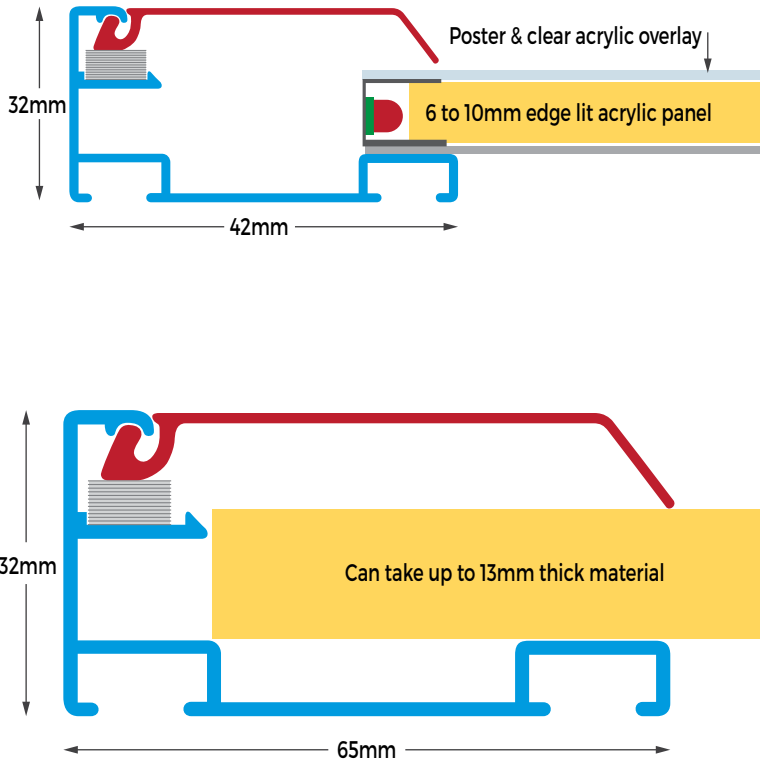 Poster & clear acrylic overlay
32mm
6 to 10mm edge lit acrylic panel
42mm
32mm
Can take up to 13mm thick material
65mm